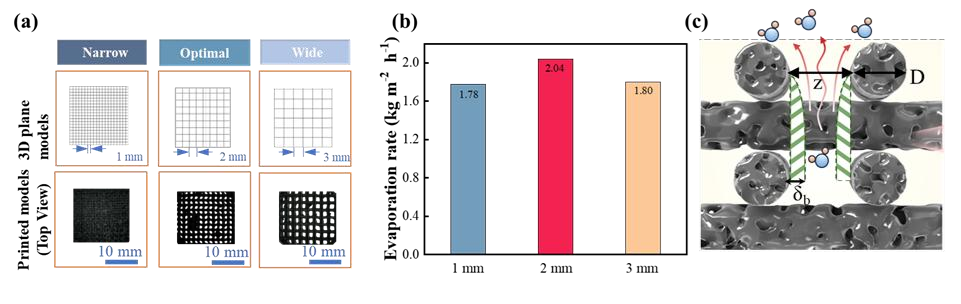 (a)
Narrow
Optimal
Wide
3D plane
models
1 mm
2 mm
3 mm
Printed models
(Top View)
10 mm
10 mm
10 mm
(b)
Evaporation rate (kg m⁻² h⁻¹)
2.0
1.6
1.2
0.8
0.4
0.0
1.78
2.04
1.80
1 mm
2 mm
3 mm
(c)
z
D
δb